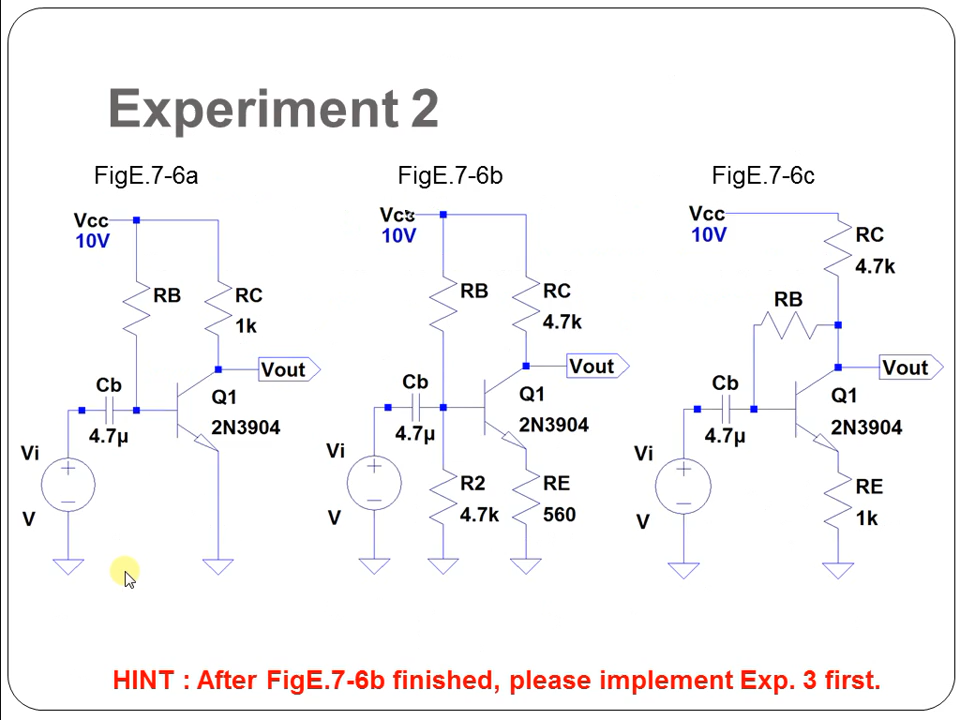 Experiment 2
FigE.7-6a
Vcc
10V
RB
RC
1k
Vout
Cb
4.7µ
Q1
2N3904
Vi
V
FigE.7-6b
Vcc
10V
RB
RC
4.7k
Vout
Cb
4.7µ
Q1
2N3904
Vi
V
R2
4.7k
RE
560
FigE.7-6c
Vcc
10V
RC
4.7k
RB
Vout
Cb
4.7µ
Q1
2N3904
Vi
V
RE
1k
HINT : After FigE.7-6b finished, please implement Exp. 3 first.